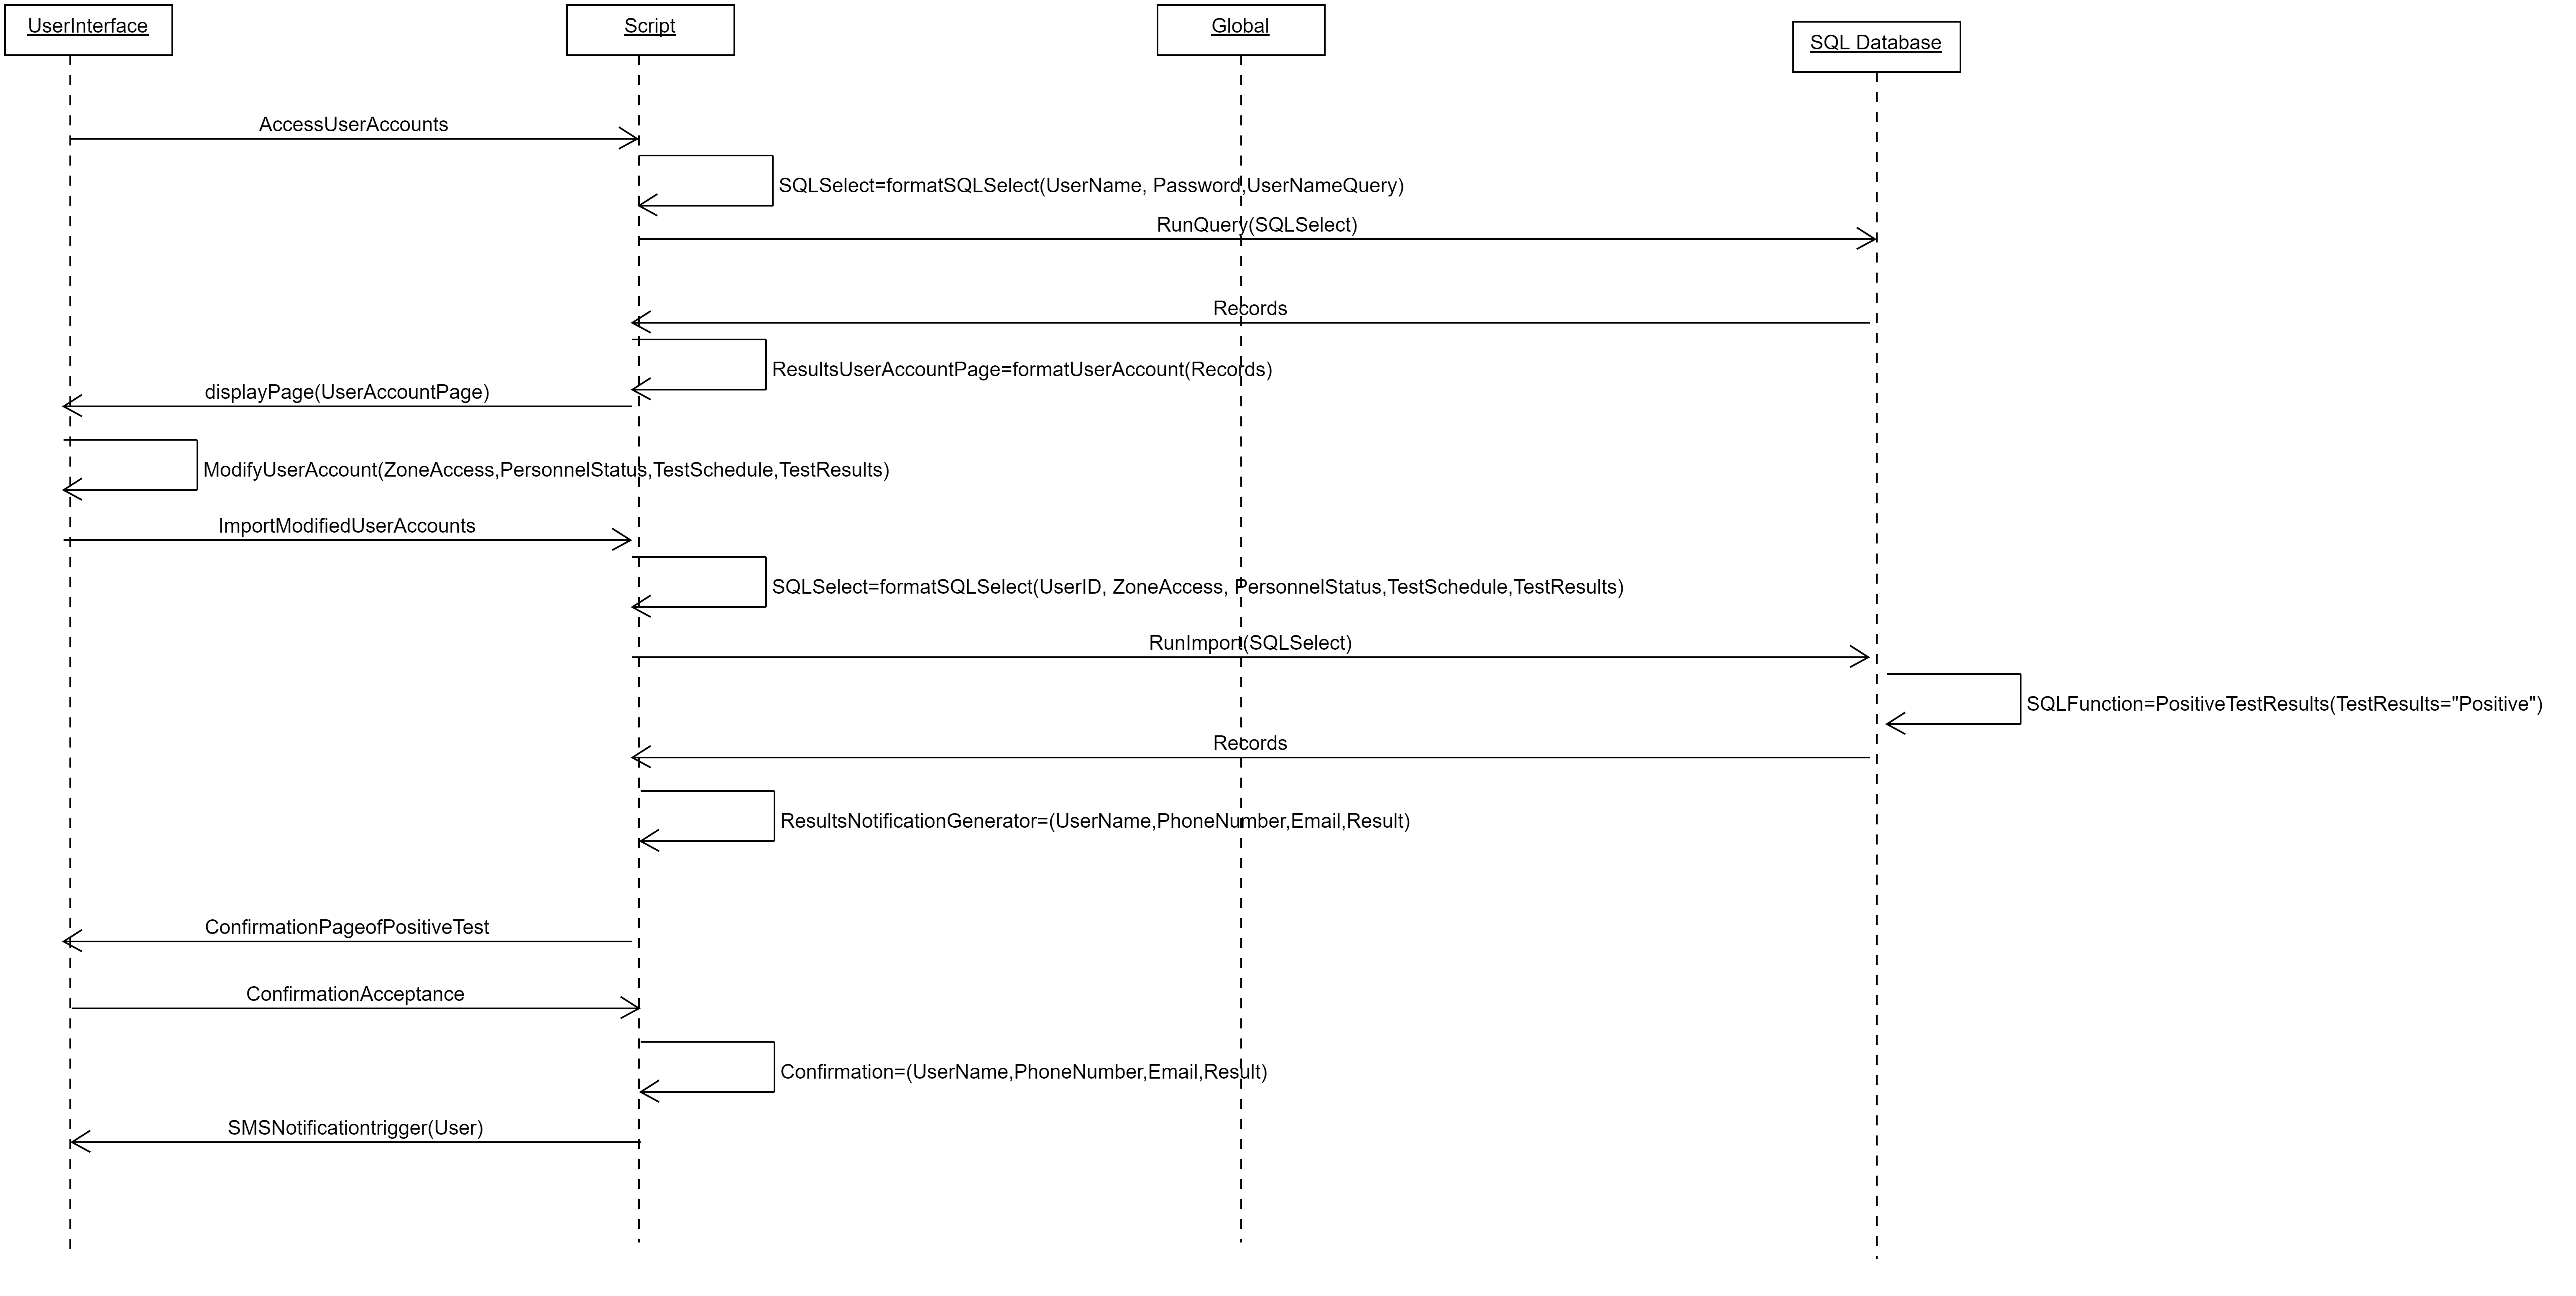 UserInterface
Script
Global
SQL Database
AccessUserAccounts
SQLSelect=formatSQLSelect(UserName, Password,UserNameQuery)
RunQuery(SQLSelect)
Records
ResultsUserAccountPage=formatUserAccount(Records)
displayPage(UserAccountPage)
ModifyUserAccount(ZoneAccess,PersonnelStatus,TestSchedule,TestResults)
ImportModifiedUserAccounts
SQLSelect=formatSQLSelect(UserID, ZoneAccess, PersonnelStatus,TestSchedule,TestResults)
RunImport(SQLSelect)
SQLFunction=PositiveTestResults(TestResults="Positive")
Records
ResultsNotificationGenerator=(UserName,PhoneNumber,Email,Result)
ConfirmationPageofPositiveTest
ConfirmationAcceptance
Confirmation=(UserName,PhoneNumber,Email,Result)
SMSNotificationtrigger(User)